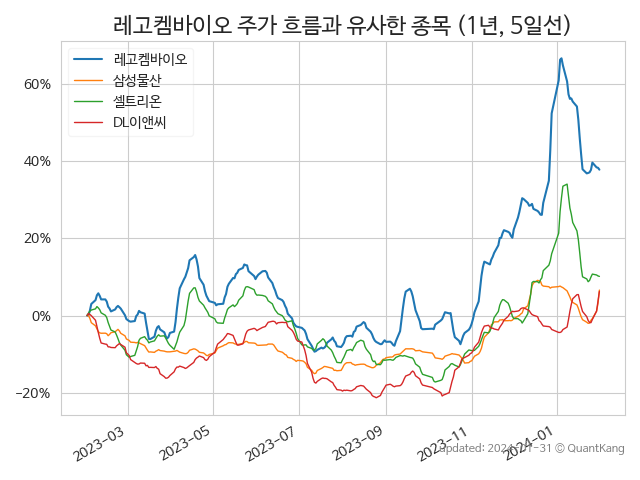 레고켐바이오 주가 흐름과 유사한 종목 (1년, 5일선)
레고켐바이오
삼성물산
셀트리온
DL이앤씨
60%
40%
20%
0%
−20%
2023−03
2023−05
2023−07
2023−09
2023−11
2024−01
updated: 2024-01-31 © QuantKang